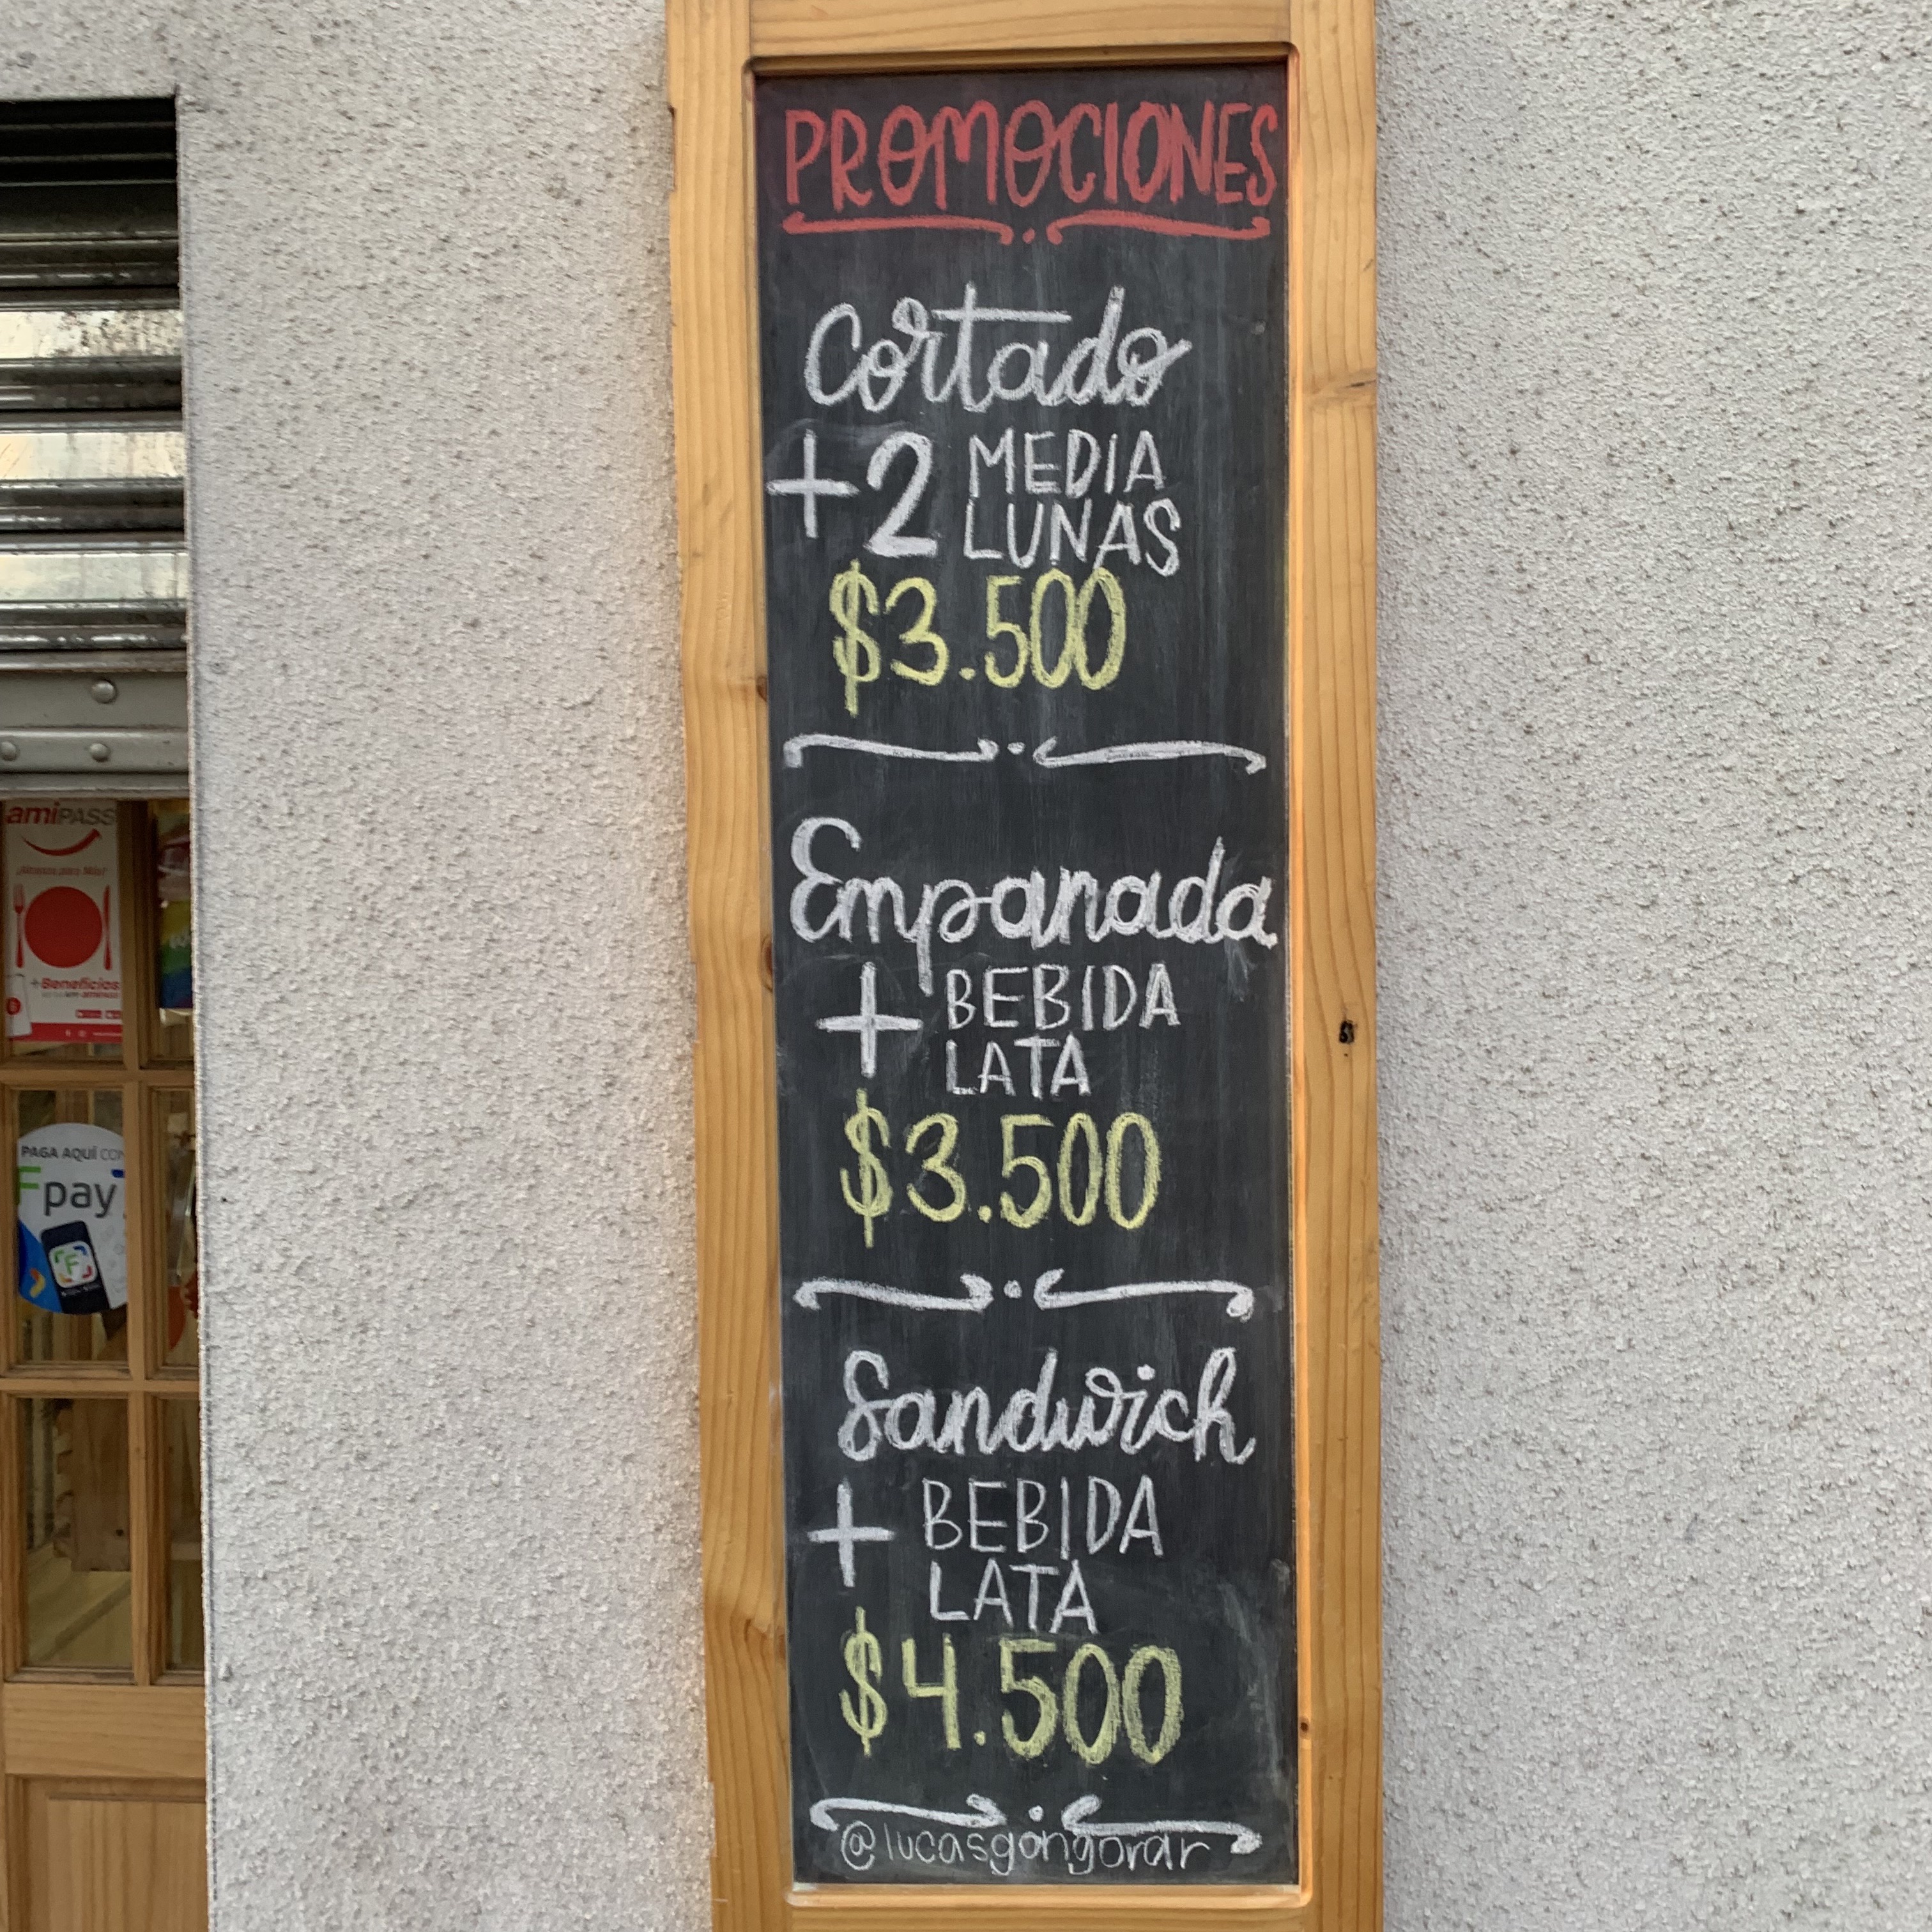 PROMOCIONES
Cortado
+2 MEDIA
LUNAS
$3.500
Empanada
+ BEBIDA
LATA
$3.500
Sandwich
+ BEBIDA
LATA
$4.500
@lucasgongorar
amiPASS
+Beneficios
PAGA AQUÍ CON
Fpay
F